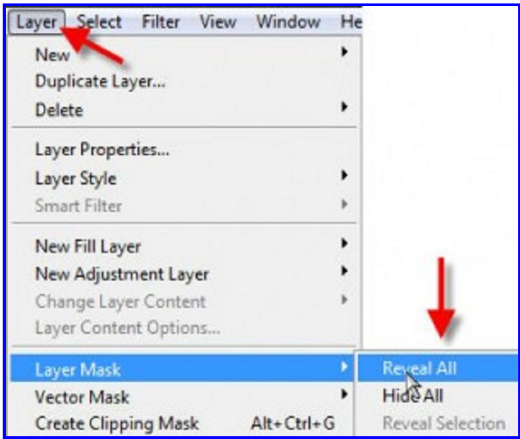 Layer Select Filter View Window He
New
Duplicate Layer...
Delete
Layer Properties...
Layer Style
Smart Filter
New Fill Layer
New Adjustment Layer
Change Layer Content
Layer Content Options...
Layer Mask Reveal All
Vector Mask Hide All
Create Clipping Mask Alt+Ctrl+G Reveal Selection